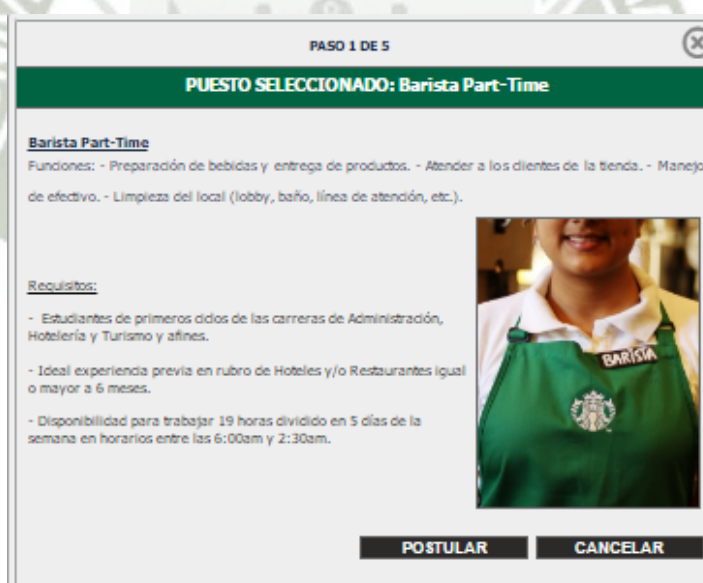 PASO 1 DE 5
PUESTO SELECCIONADO: Barista Part-Time
Barista Part-Time
Funciones: - Preparación de bebidas y entrega de productos. - Atender a los clientes de la tienda. - Manejo
de efectivo. - Limpieza del local (lobby, baño, línea de atención, etc.).
Requisitos:
- Estudiantes de primeros ciclos de las carreras de Administración,
Hotelería y Turismo y afines.
- Ideal experiencia previa en rubro de Hoteles y/o Restaurantes igual
o mayor a 6 meses.
- Disponibilidad para trabajar 19 horas dividido en 5 días de la
semana en horarios entre las 6:00am y 2:30am.
BARISTA
POSTULAR
CANCELAR